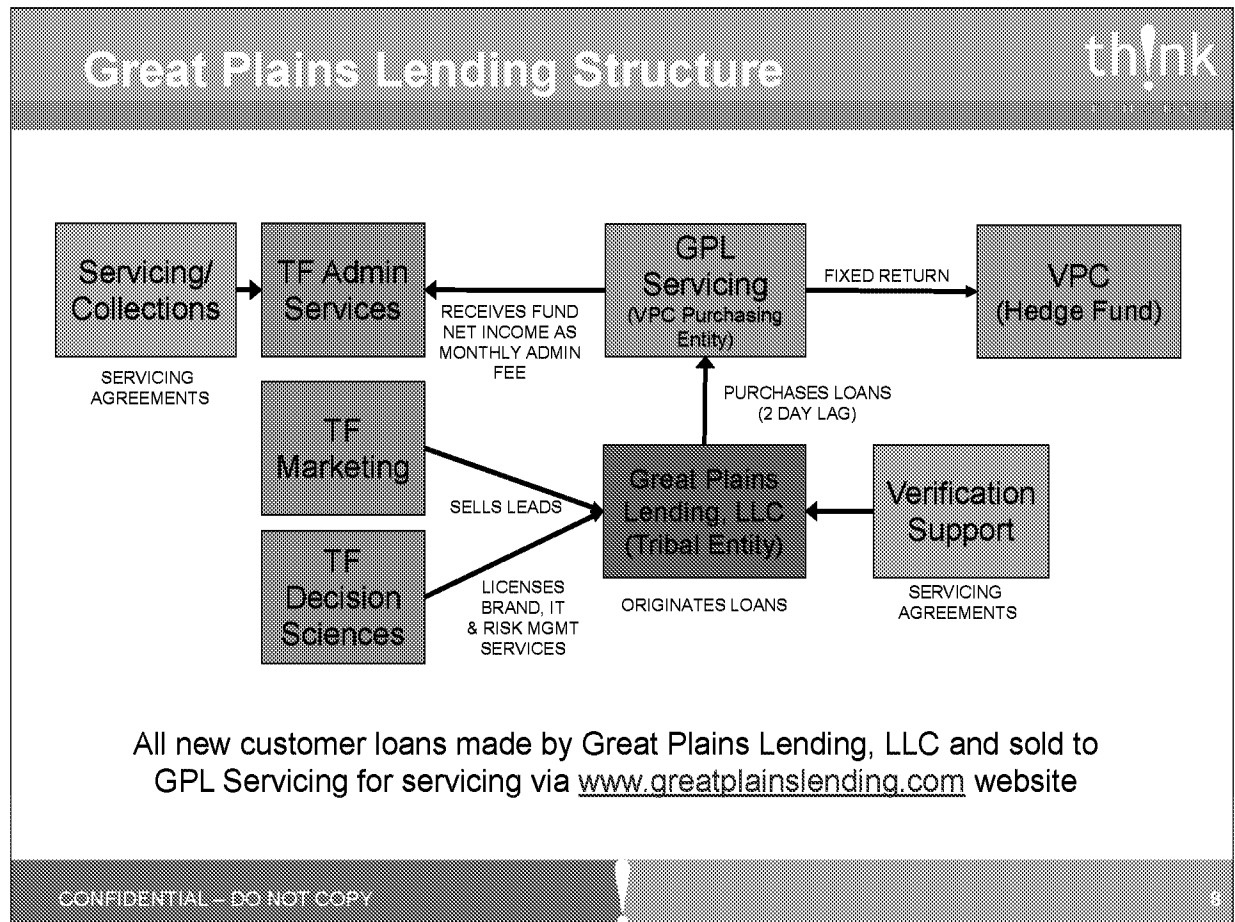 Great Plains Lending Structure
th!nk
Servicing/
Collections
SERVICING
AGREEMENTS
TF Admin
Services
RECEIVES FUND
NET INCOME AS
MONTHLY ADMIN
FEE
GPL
Servicing
(VPC Purchasing
Entity)
FIXED RETURN
VPC
(Hedge Fund)
PURCHASES LOANS
(2 DAY LAG)
TF
Marketing
SELLS LEADS
TF
Decision
Sciences
LICENSES
BRAND, IT
& RISK MGMT
SERVICES
Great Plains
Lending, LLC
(Tribal Entity)
ORIGINATES LOANS
Verification
Support
SERVICING
AGREEMENTS
All new customer loans made by Great Plains Lending, LLC and sold to
GPL Servicing for servicing via www.greatplainslending.com website
CONFIDENTIAL – DO NOT COPY